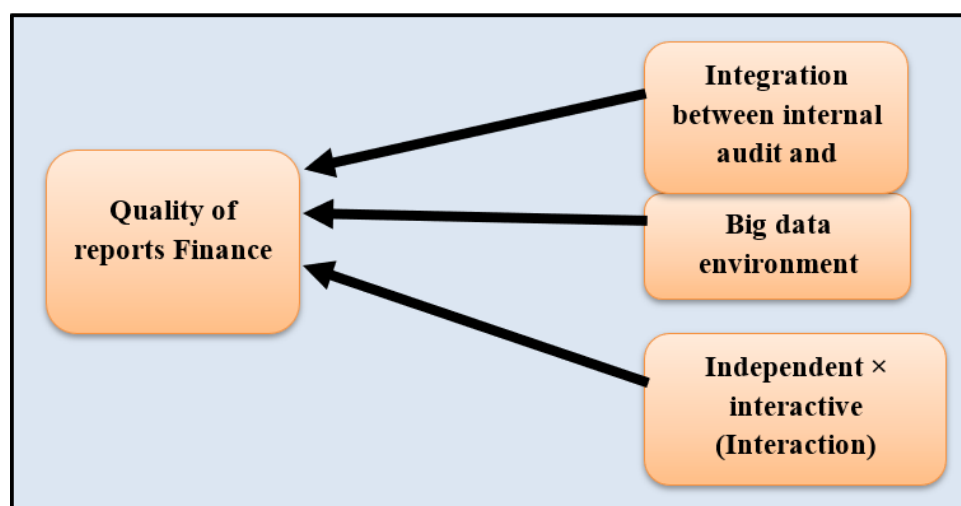 Quality of
reports Finance
Integration
between internal
audit and
Big data
environment
Independent ×
interactive
(Interaction)